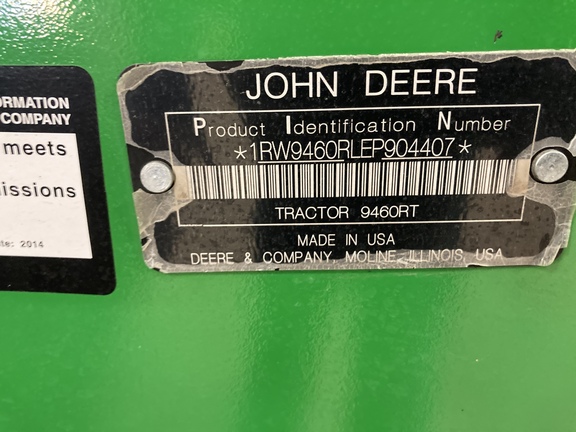 ORMATION
COMPANY
meets
issions
te: 2014
JOHN DEERE
Product Identification Number
*1RW9460RLEP904407*
TRACTOR 9460RT
MADE IN USA
DEERE & COMPANY, MOLINE, ILLINOIS, USA